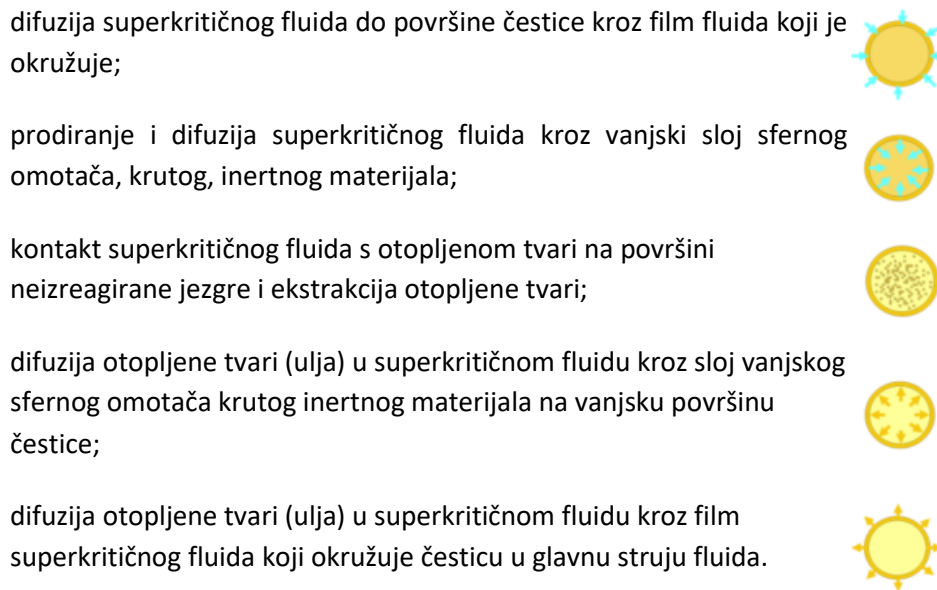 difuzija superkritičnog fluida do površine čestice kroz film fluida koji je
okružuje;
prodiranje i difuzija superkritičnog fluida kroz vanjski sloj sfernog
omotača, krutog, inertnog materijala;
kontakt superkritičnog fluida s otopljenom tvari na površini
neizreagirane jezgre i ekstrakcija otopljene tvari;
difuzija otopljene tvari (ulja) u superkritičnom fluidu kroz sloj vanjskog
sfernog omotača krutog inertnog materijala na vanjsku površinu
čestice;
difuzija otopljene tvari (ulja) u superkritičnom fluidu kroz film
superkritičnog fluida koji okružuje česticu u glavnu struju fluida.